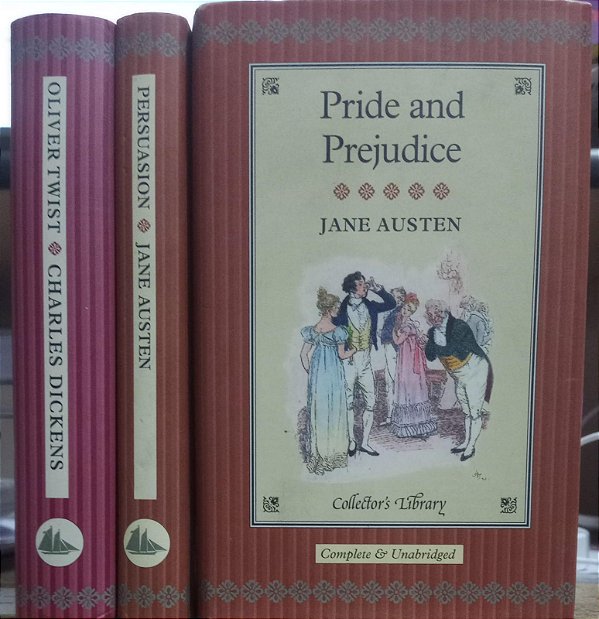 OLIVER TWIST CHARLES DICKENS
PERSUASION JANE AUSTEN
Pride and
Prejudice
JANE AUSTEN
Collector's Library
Complete & Unabridged